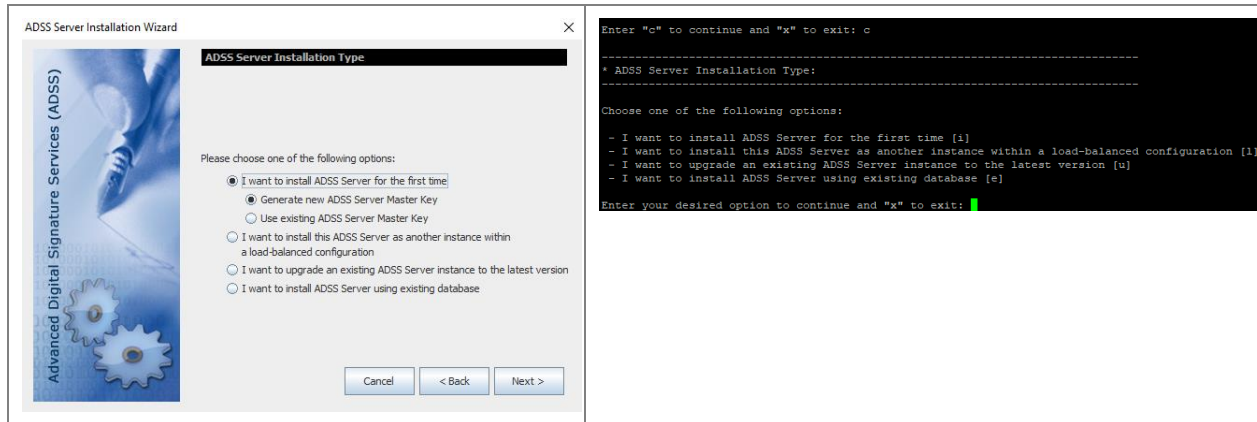 ADSS Server Installation Wizard
Advanced Digital Signature Services (ADSS)
ADSS Server Installation Type
Please choose one of the following options:
I want to install ADSS Server for the first time
Generate new ADSS Server Master Key
Use existing ADSS Server Master Key
I want to install this ADSS Server as another instance within
a load-balanced configuration
I want to upgrade an existing ADSS Server instance to the latest version
I want to install ADSS Server using existing database
Cancel
< Back
Next >
Enter "c" to continue and "x" to exit: c
--------------------------------------------------------------------------------
* ADSS Server Installation Type:
--------------------------------------------------------------------------------
Choose one of the following options:
- I want to install ADSS Server for the first time [i]
- I want to install this ADSS Server as another instance within a load-balanced configuration [l]
- I want to upgrade an existing ADSS Server instance to the latest version [u]
- I want to install ADSS Server using existing database [e]
Enter your desired option to continue and "x" to exit: